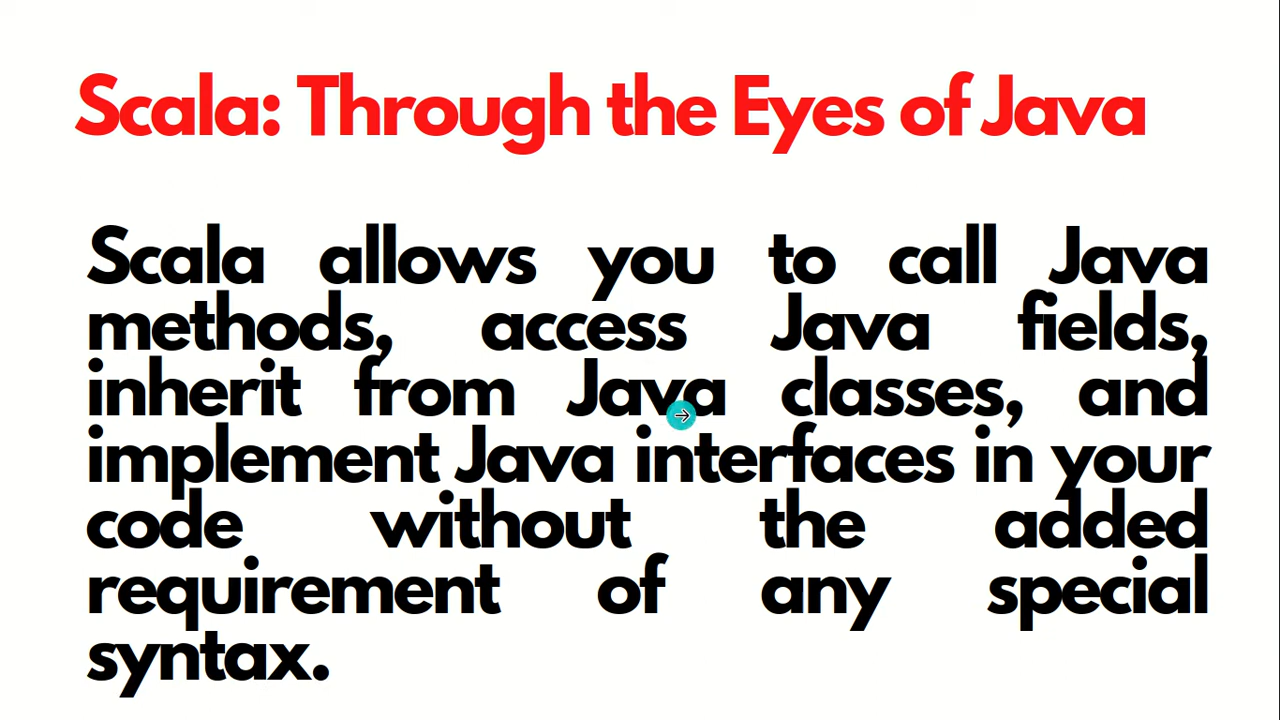 Scala: Through the Eyes of Java
Scala allows you to call Java
methods, access Java fields,
inherit from Java classes, and
implement Java interfaces in your
code without the added
requirement of any special
syntax.